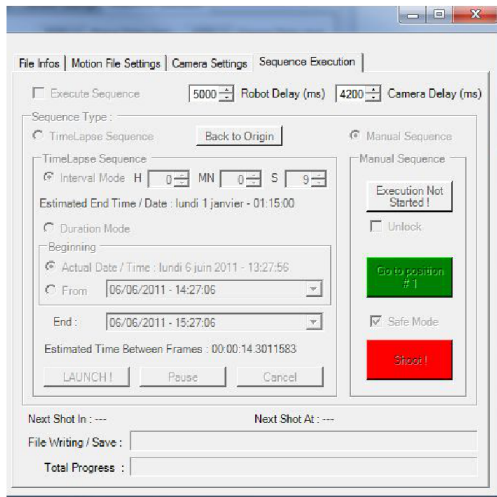 File Infos Motion File Settings Camera Settings Sequence Execution
Execute Sequence 5000 Robot Delay (ms) 4200 Camera Delay (ms)
Sequence Type :
TimeLapse Sequence Back to Origin Manual Sequence
TimeLapse Sequence
Interval Mode H 0 MN 0 S 9
Estimated End Time / Date : lundi 1 janvier - 01:15:00
Duration Mode
Beginning
Actual Date / Time : lundi 6 juin 2011 - 13:27:56
From 06/06/2011 - 14:27:06
End : 06/06/2011 - 15:27:06
Estimated Time Between Frames : 00:00:14.3011583
LAUNCH ! Pause Cancel
Manual Sequence
Execution Not
Started !
Unlock
Go to position
# 1
Safe Mode
Shoot !
Next Shot In : --- Next Shot At : ---
File Writing / Save :
Total Progress :